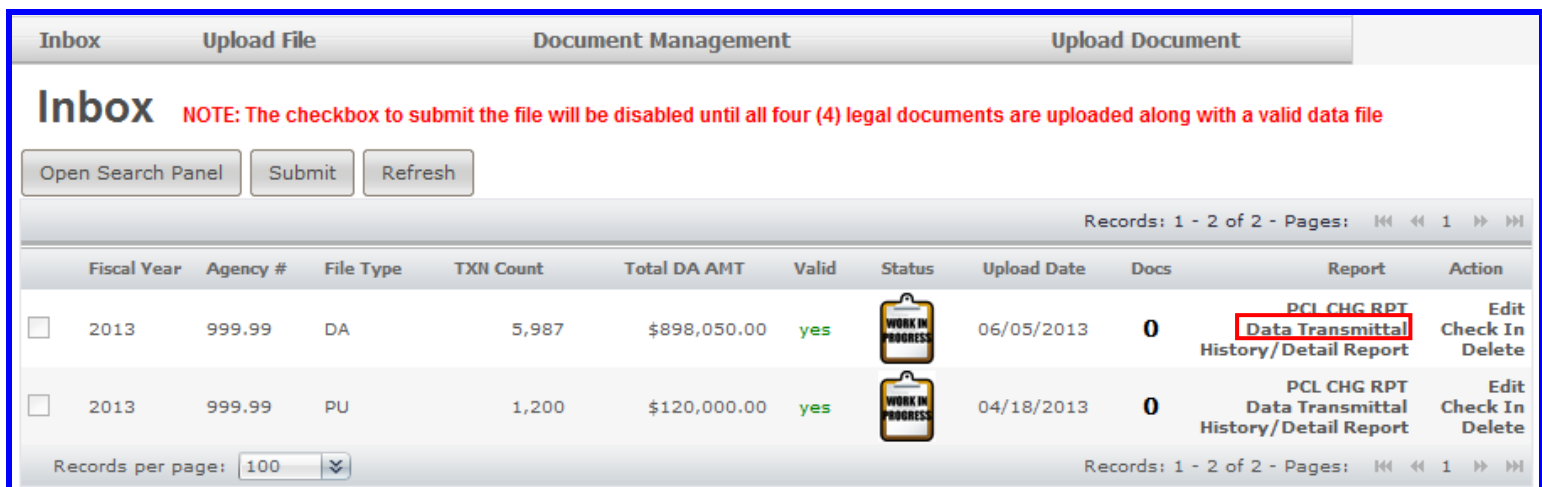 Inbox Upload File Document Management Upload Document
Inbox NOTE: The checkbox to submit the file will be disabled until all four (4) legal documents are uploaded along with a valid data file
Open Search Panel Submit Refresh
Records: 1 - 2 of 2 - Pages: 1
Fiscal Year Agency # File Type TXN Count Total DA AMT Valid Status Upload Date Docs Report Action
PCL CHG RPT Edit
2013 999.99 DA 5,987 $898,050.00 yes WORK IN PROGRESS 06/05/2013 0 Data Transmittal Check In
History/Detail Report Delete
PCL CHG RPT Edit
2013 999.99 PU 1,200 $120,000.00 yes WORK IN PROGRESS 04/18/2013 0 Data Transmittal Check In
History/Detail Report Delete
Records per page: 100 Records: 1 - 2 of 2 - Pages: 1